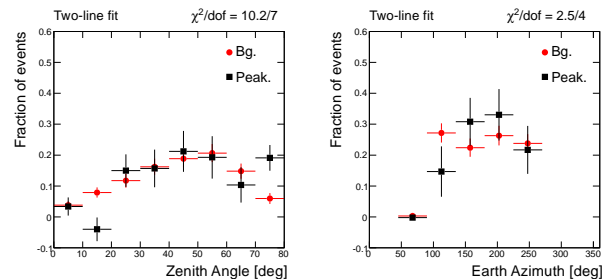 Two-line fit χ²/dof = 10.2/7
Fraction of events
0.6
0.5
0.4
0.3
0.2
0.1
0
-0.1
Bg.
Peak.
0 10 20 30 40 50 60 70 80
Zenith Angle [deg]
Two-line fit χ²/dof = 2.5/4
Fraction of events
0.6
0.5
0.4
0.3
0.2
0.1
0
-0.1
Bg.
Peak.
0 50 100 150 200 250 300 350
Earth Azimuth [deg]